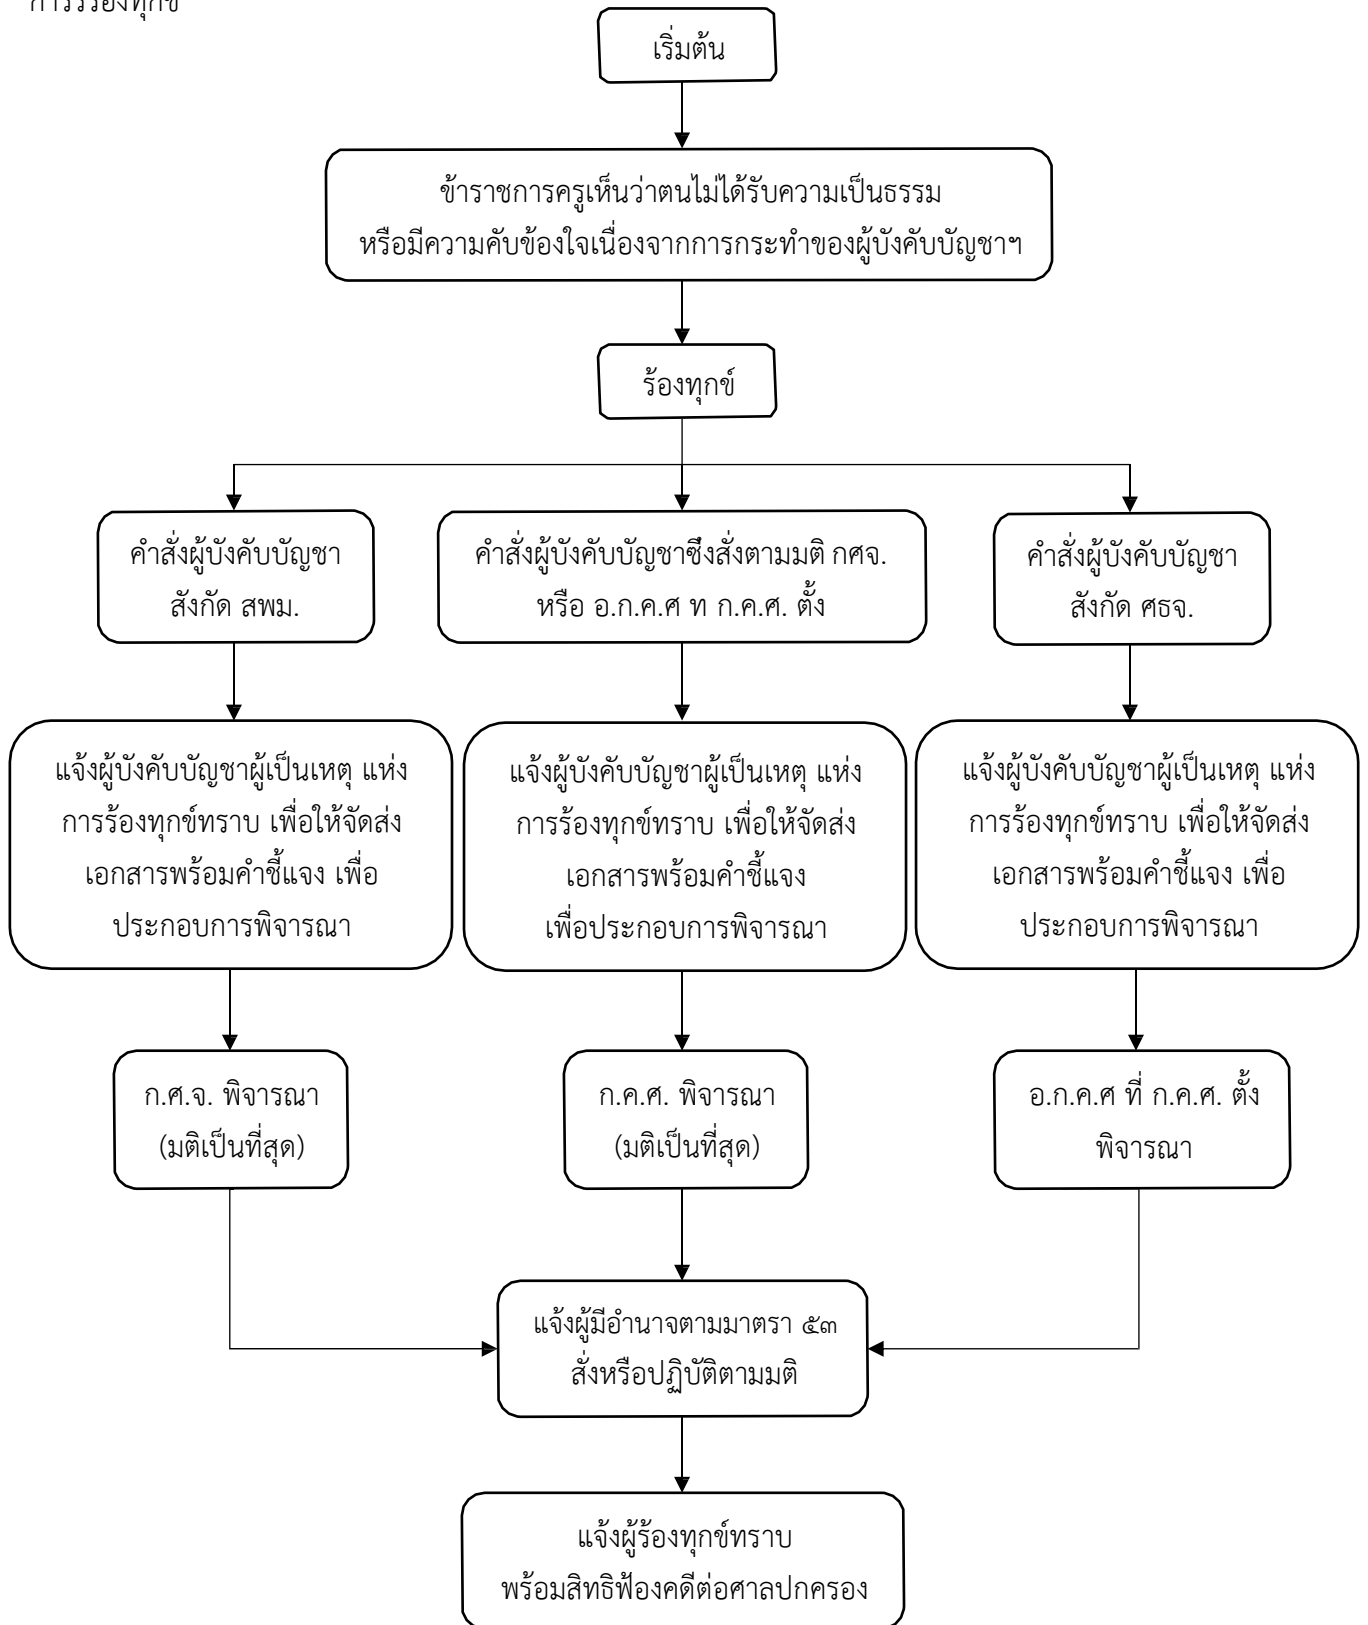 การร้องทุกข์
เริ่มต้น
ข้าราชการครูเห็นว่าตนไม่ได้รับความเป็นธรรม
หรือมีความคับข้องใจเนื่องจากการกระทำของผู้บังคับบัญชาฯ
ร้องทุกข์
คำสั่งผู้บังคับบัญชา
สังกัด สพม.
คำสั่งผู้บังคับบัญชาซึ่งสั่งตามมติ กศจ.
หรือ อ.ก.ค.ศ ท ก.ค.ศ. ตั้ง
คำสั่งผู้บังคับบัญชา
สังกัด ศธจ.
แจ้งผู้บังคับบัญชาผู้เป็นเหตุ แห่ง
การร้องทุกข์ทราบ เพื่อให้จัดส่ง
เอกสารพร้อมคำชี้แจง เพื่อ
ประกอบการพิจารณา
แจ้งผู้บังคับบัญชาผู้เป็นเหตุ แห่ง
การร้องทุกข์ทราบ เพื่อให้จัดส่ง
เอกสารพร้อมคำชี้แจง
เพื่อประกอบการพิจารณา
แจ้งผู้บังคับบัญชาผู้เป็นเหตุ แห่ง
การร้องทุกข์ทราบ เพื่อให้จัดส่ง
เอกสารพร้อมคำชี้แจง เพื่อ
ประกอบการพิจารณา
ก.ศ.จ. พิจารณา
(มติเป็นที่สุด)
ก.ค.ศ. พิจารณา
(มติเป็นที่สุด)
อ.ก.ค.ศ ที่ ก.ค.ศ. ตั้ง
พิจารณา
แจ้งผู้มีอำนาจตามมาตรา ๕๓
สั่งหรือปฏิบัติตามมติ
แจ้งผู้ร้องทุกข์ทราบ
พร้อมสิทธิฟ้องคดีต่อศาลปกครอง